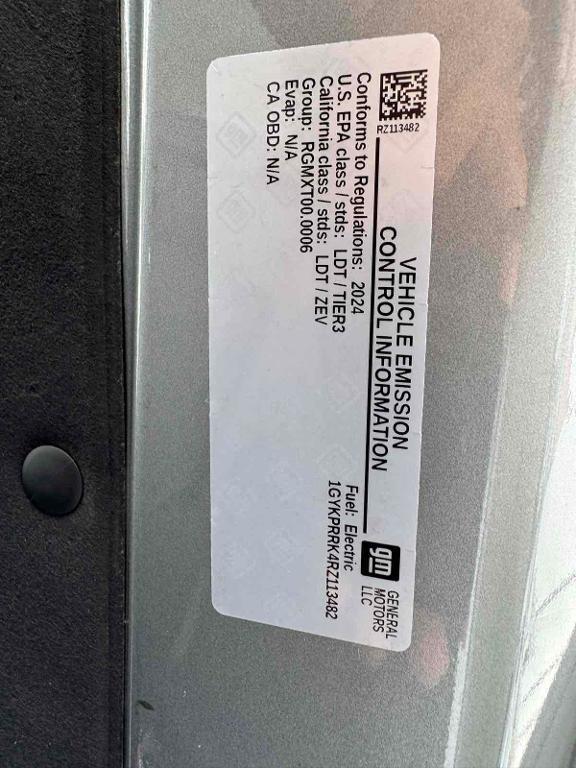 RZ113482
VEHICLE EMISSION
CONTROL INFORMATION
gm
GENERAL
MOTORS
LLC
Conforms to Regulations: 2024
U.S. EPA class / stds: LDT / TIER3
California class / stds: LDT / ZEV
Group: RGMXT00.0006
Evap: N/A
CA OBD: N/A
Fuel: Electric
1GYKPRRK4RZ113482